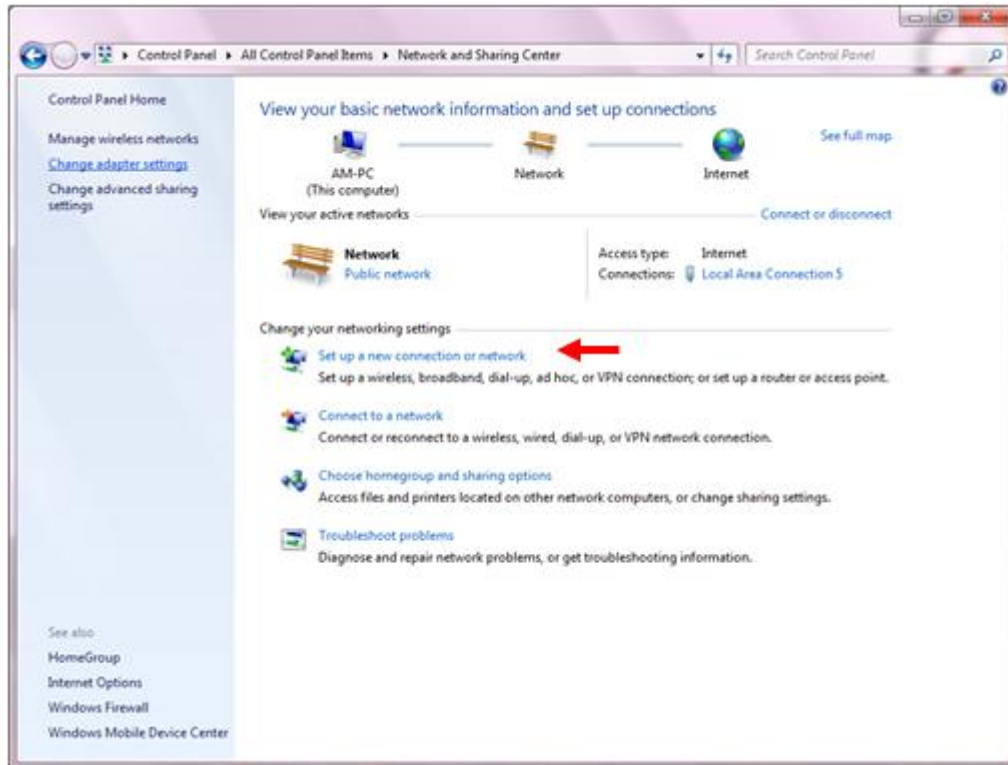 Control Panel ▸ All Control Panel Items ▸ Network and Sharing Center
Search Control Panel
Control Panel Home
Manage wireless networks
Change adapter settings
Change advanced sharing
settings
See also
HomeGroup
Internet Options
Windows Firewall
Windows Mobile Device Center
View your basic network information and set up connections
See full map
AM-PC
(This computer)
Network
Internet
View your active networks
Connect or disconnect
Network
Public network
Access type: Internet
Connections: Local Area Connection 5
Change your networking settings
Set up a new connection or network
Set up a wireless, broadband, dial-up, ad hoc, or VPN connection; or set up a router or access point.
Connect to a network
Connect or reconnect to a wireless, wired, dial-up, or VPN network connection.
Choose homegroup and sharing options
Access files and printers located on other network computers, or change sharing settings.
Troubleshoot problems
Diagnose and repair network problems, or get troubleshooting information.